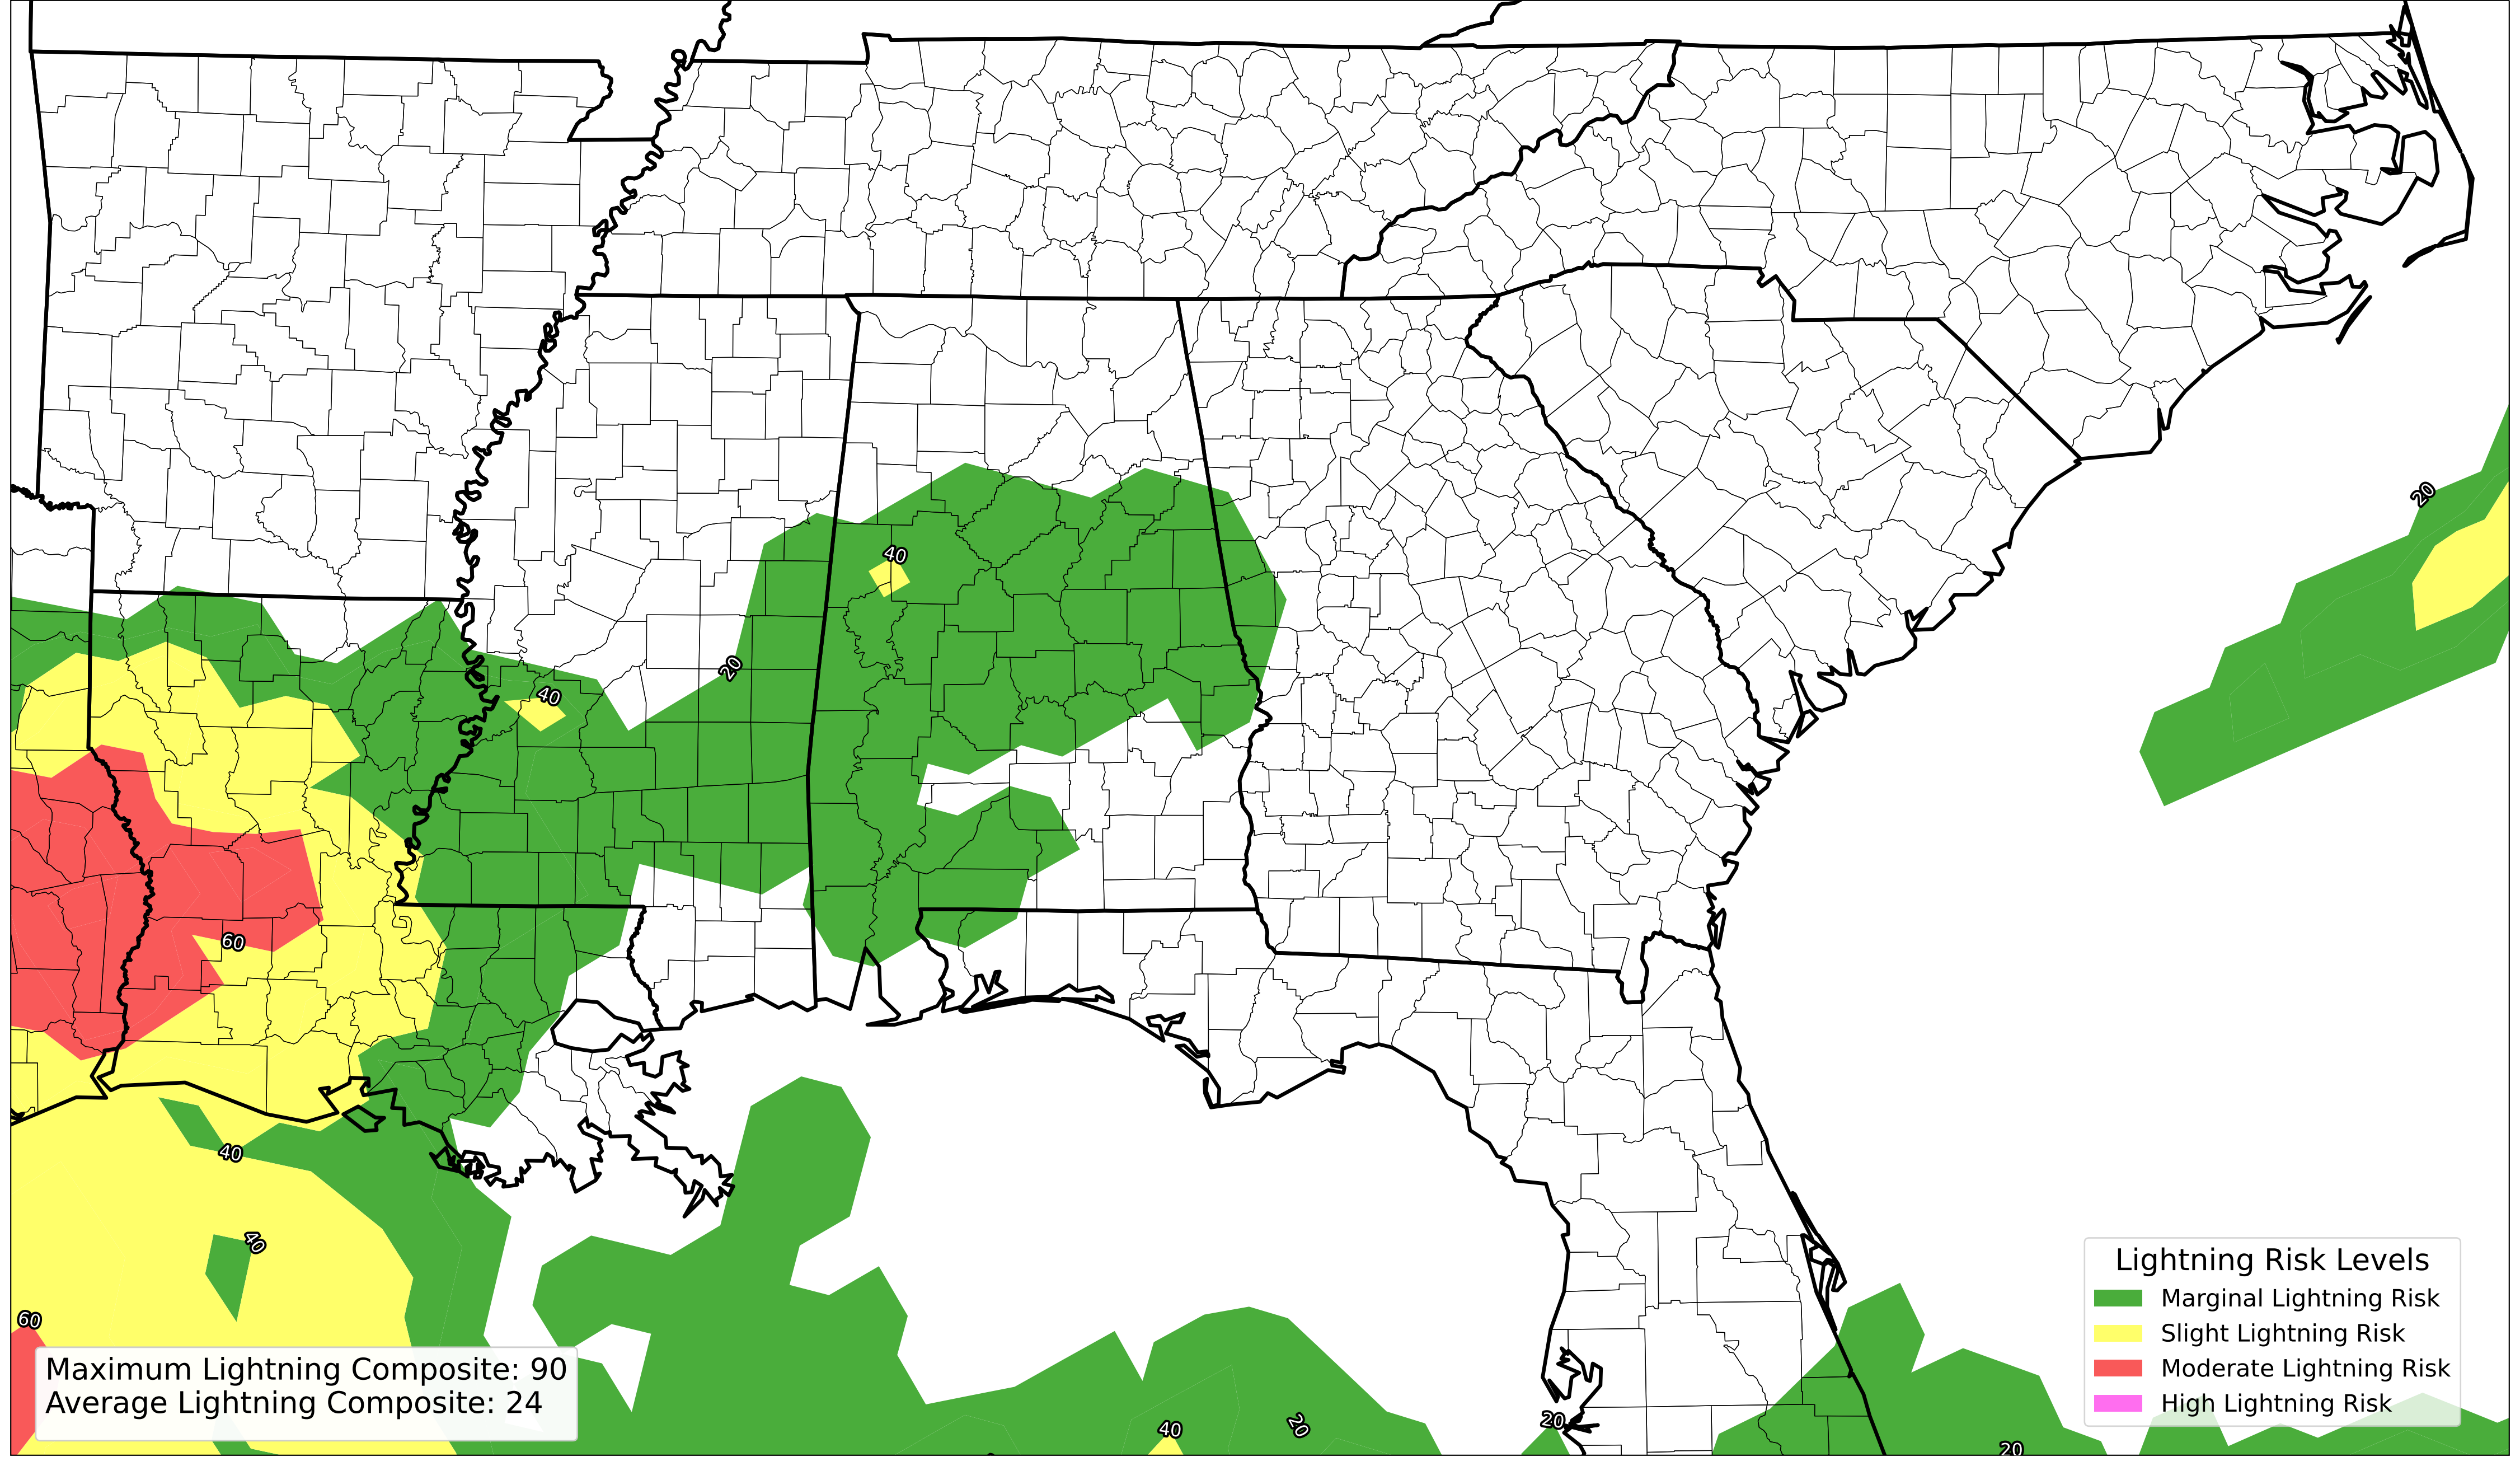 20
40
20
40
60
40
40
60
40
20
20
20
Lightning Risk Levels
Marginal Lightning Risk
Slight Lightning Risk
Moderate Lightning Risk
High Lightning Risk
Maximum Lightning Composite: 90
Average Lightning Composite: 24